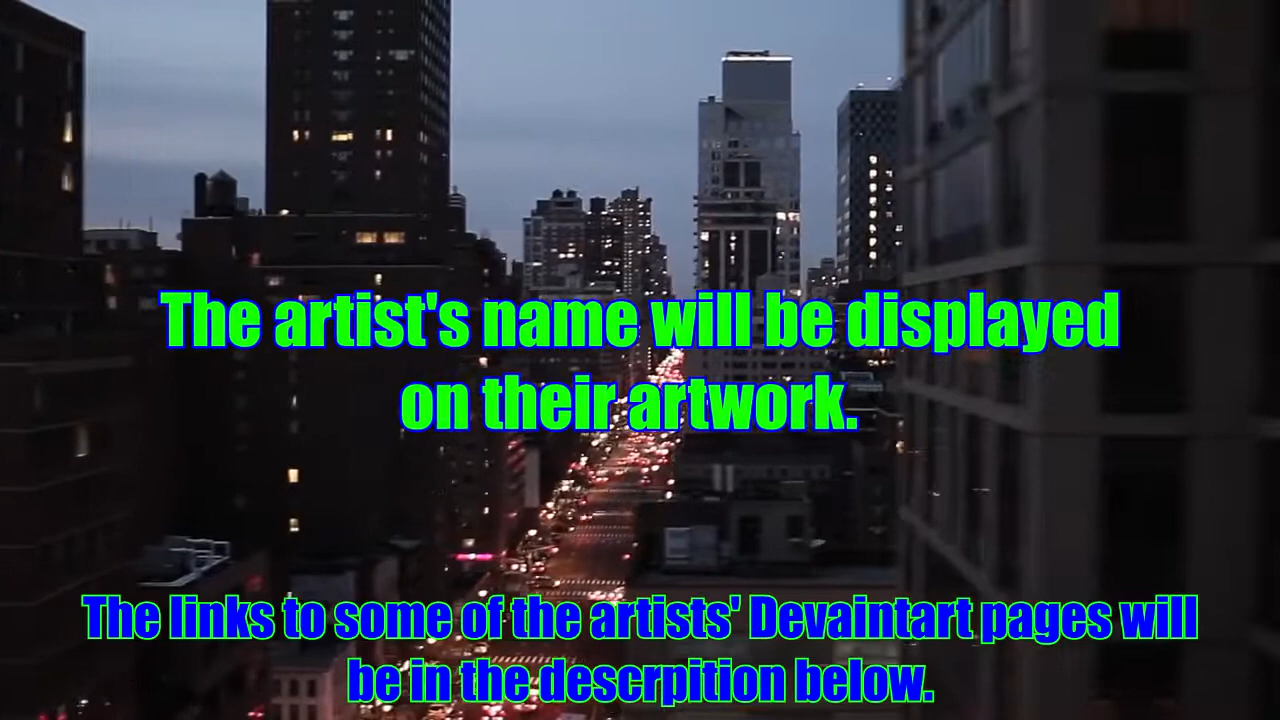 The artist's name will be displayed
on their artwork.
The links to some of the artists' Devaintart pages will
be in the descrpition below.